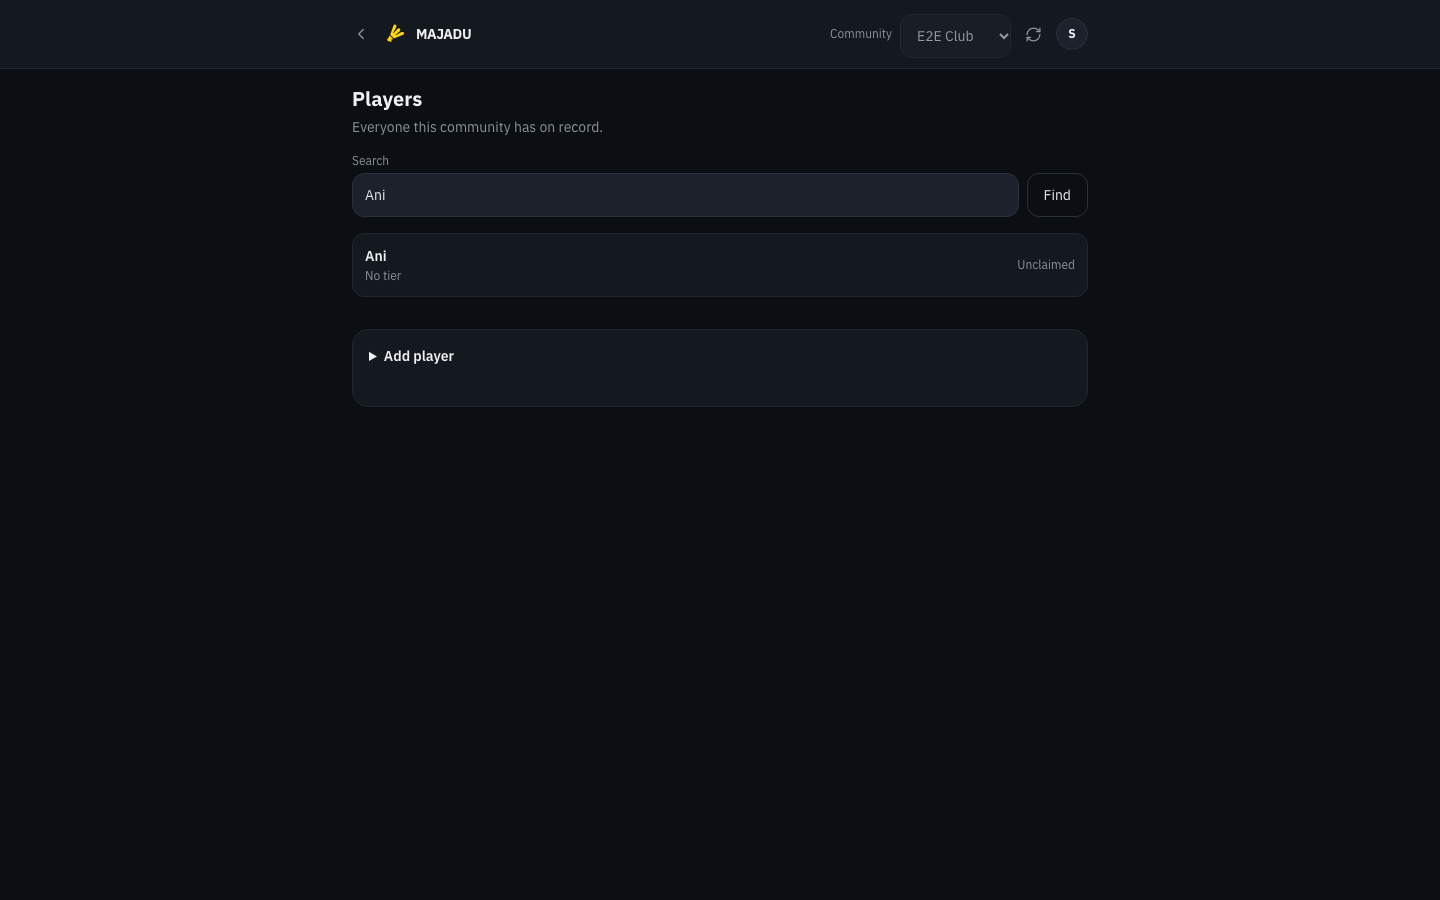 MAJADU
Community
E2E Club
S
Players
Everyone this community has on record.
Search
Ani
Find
Ani
No tier
Unclaimed
Add player